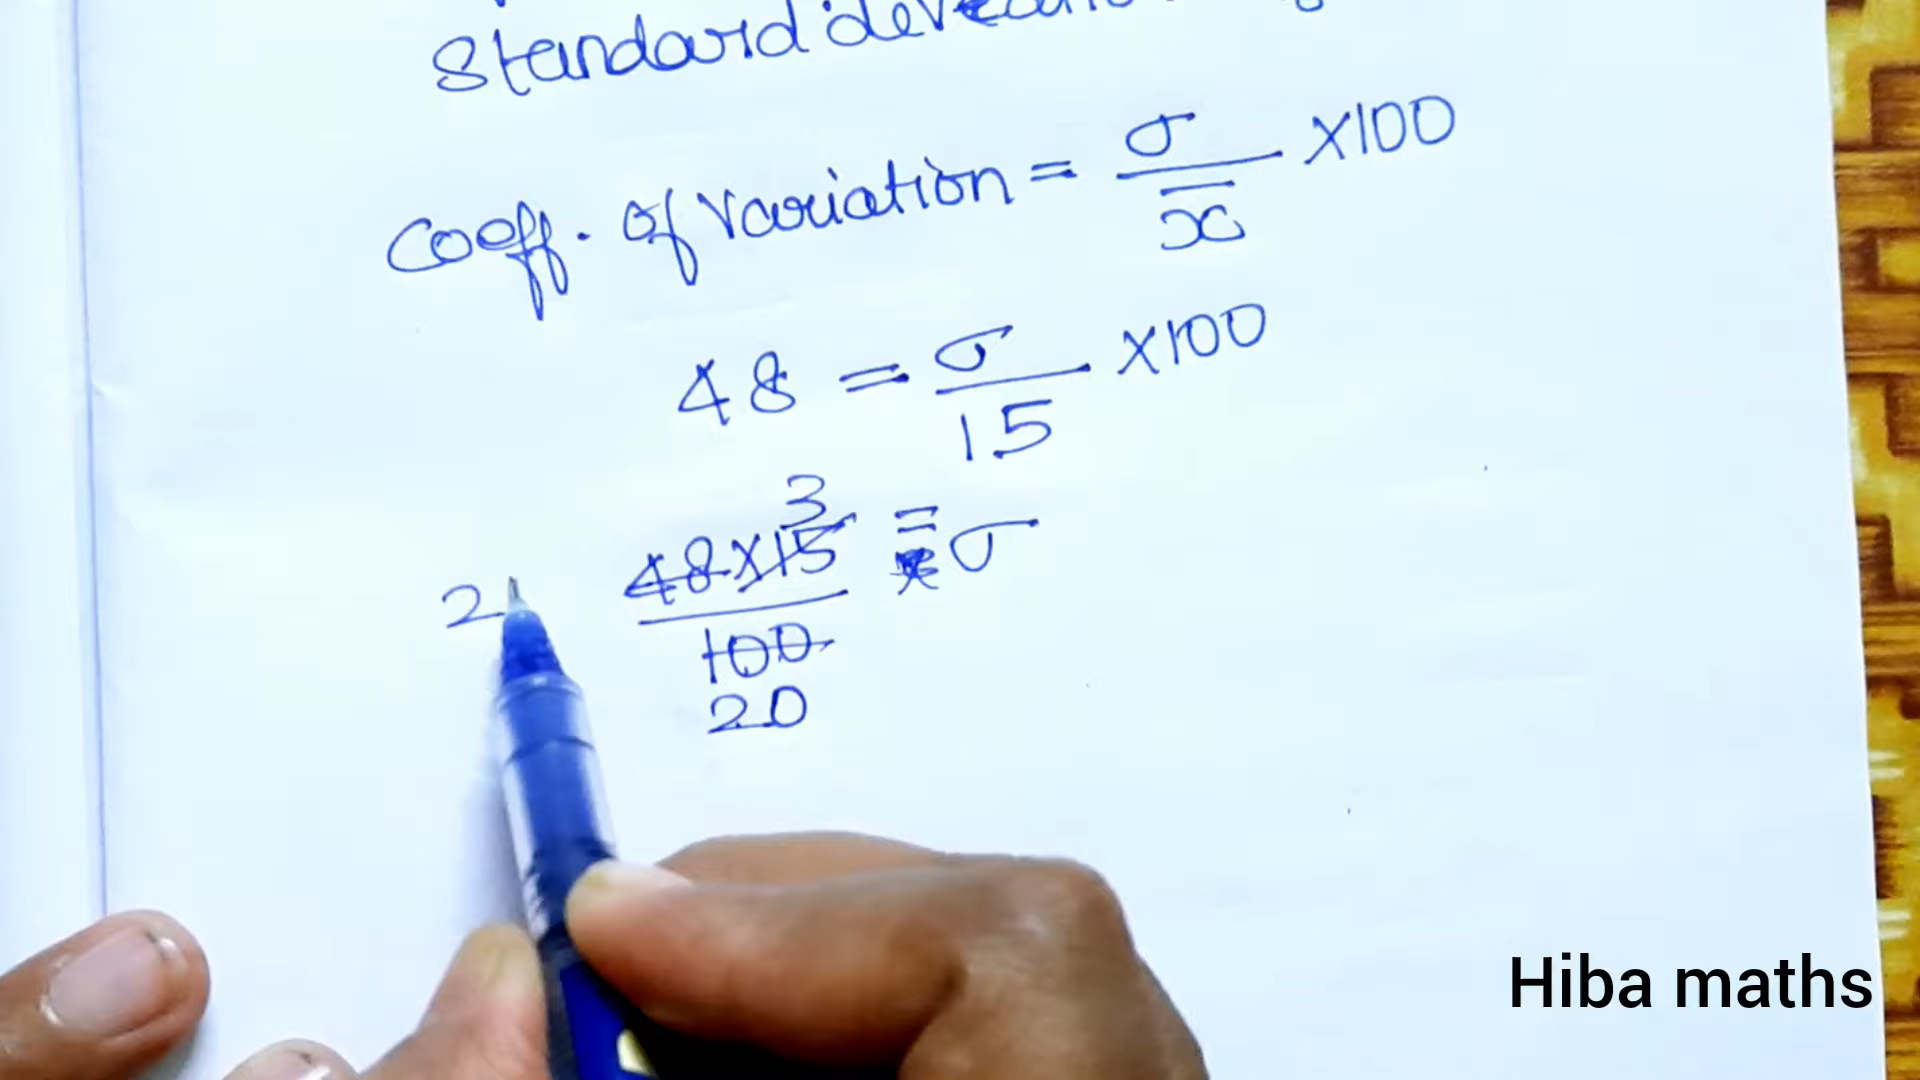 Standard
Coeff. of Variation = σ/x̄ ×100
48 = σ/15 ×100
3
48×15/100 = σ
2
20
Hiba maths